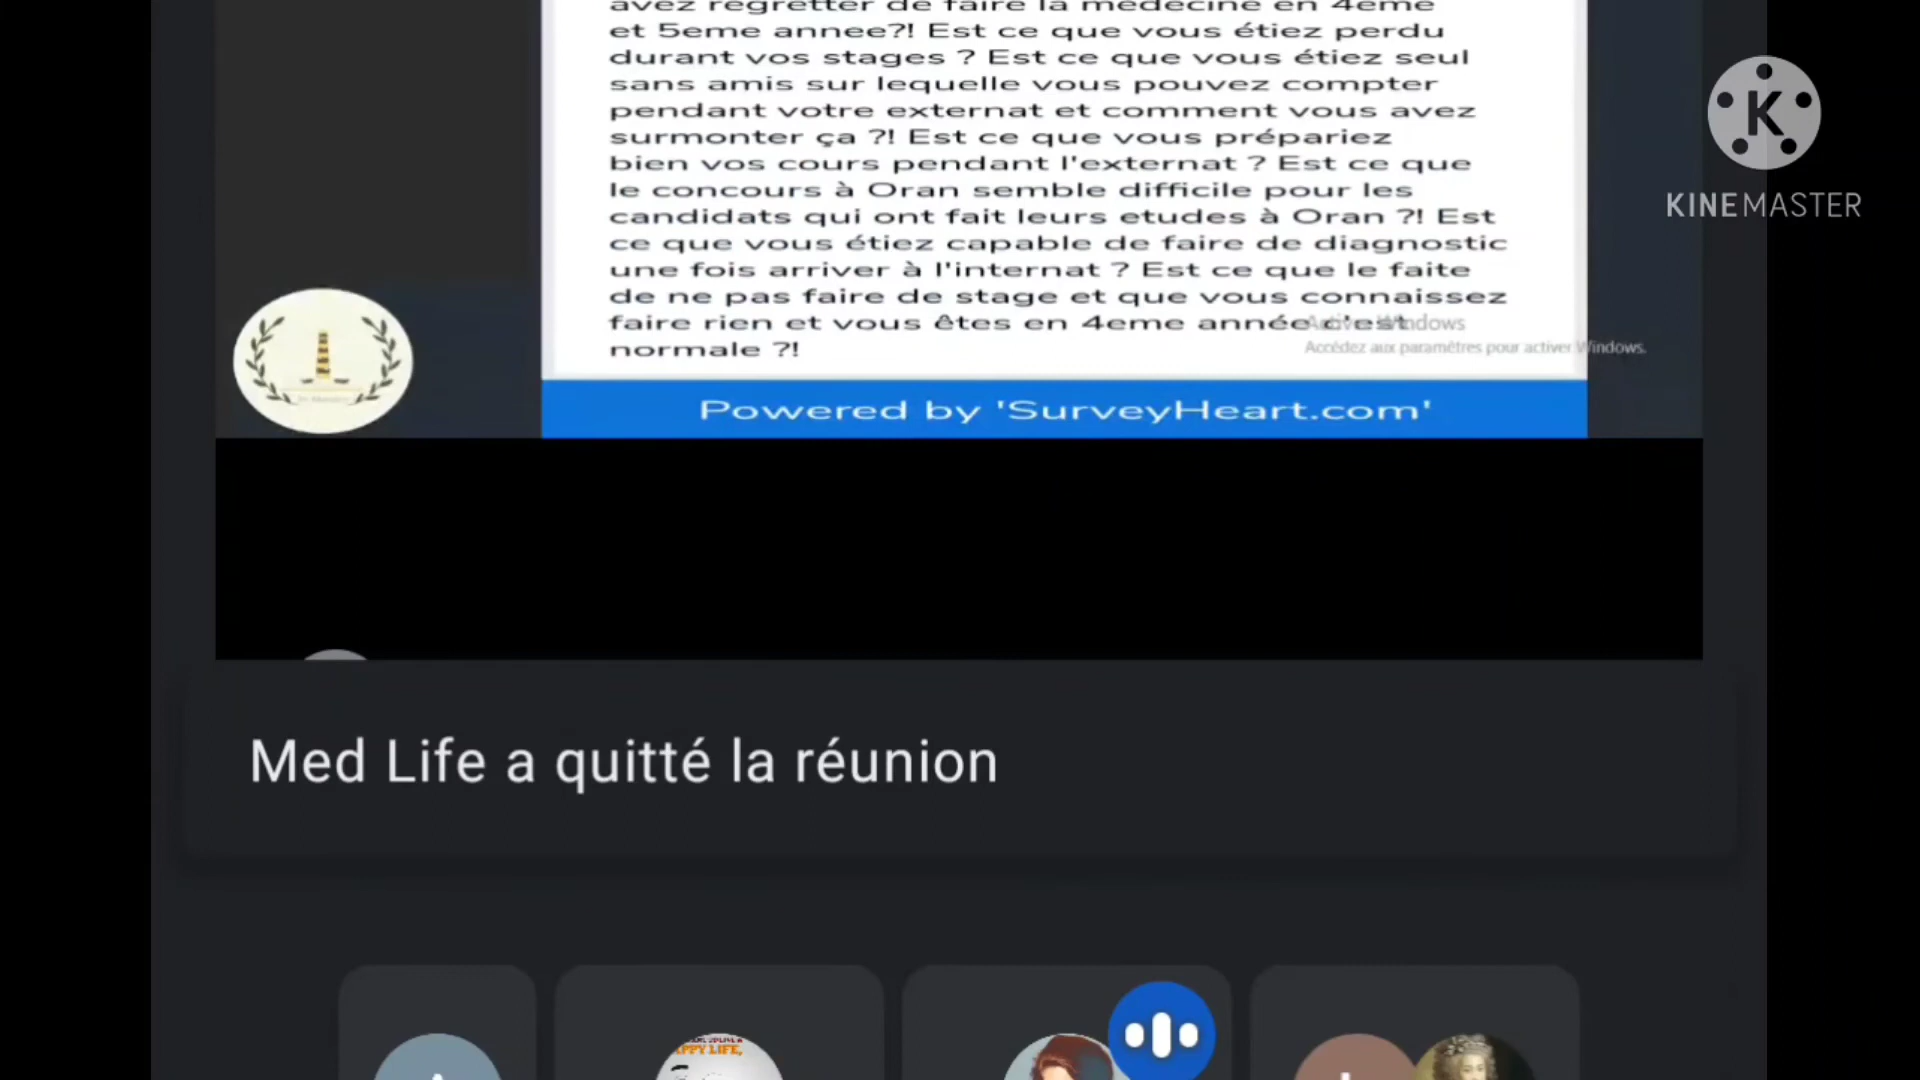 avez regretter de faire la médecine en 4eme
et 5eme annee?! Est ce que vous étiez perdu
durant vos stages ? Est ce que vous étiez seul
sans amis sur lequelle vous pouvez compter
pendant votre externat et comment vous avez
surmonter ça ?! Est ce que vous prépariez
bien vos cours pendant l'externat ? Est ce que
le concours à Oran semble difficile pour les
candidats qui ont fait leurs etudes à Oran ?! Est
ce que vous étiez capable de faire de diagnostic
une fois arriver à l'internat ? Est ce que le faite
de ne pas faire de stage et que vous connaissez
faire rien et vous êtes en 4eme année c'est
normale ?!
Activer Windows
Accédez aux paramètres pour activer Windows.
Powered by 'SurveyHeart.com'
K
KINEMASTER
Med Life a quitté la réunion